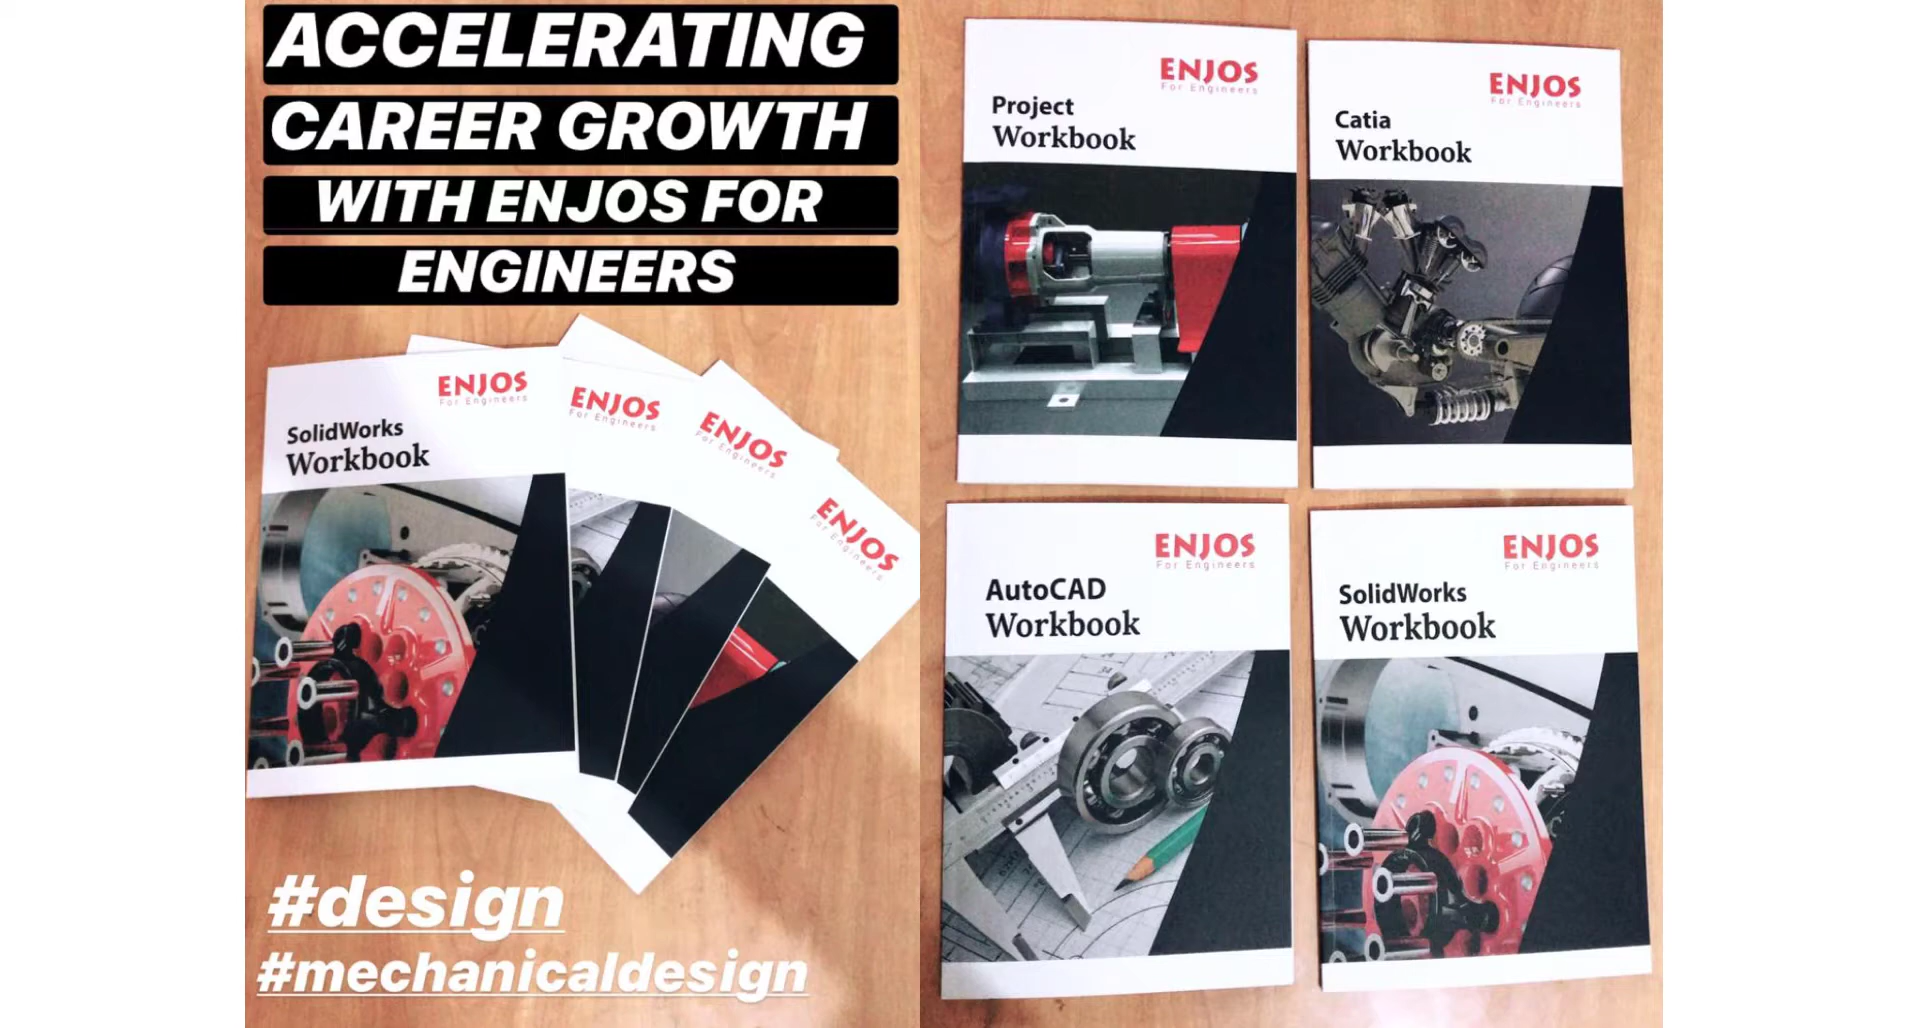 ACCELERATING
CAREER GROWTH
WITH ENJOS FOR
ENGINEERS
ENJOS
For Engineers
SolidWorks
Workbook
ENJOS
For Engineers
ENJOS
For Engineers
ENJOS
For Engineers
#design
#mechanicaldesign
ENJOS
For Engineers
Project
Workbook
ENJOS
For Engineers
Catia
Workbook
ENJOS
For Engineers
AutoCAD
Workbook
ENJOS
For Engineers
SolidWorks
Workbook